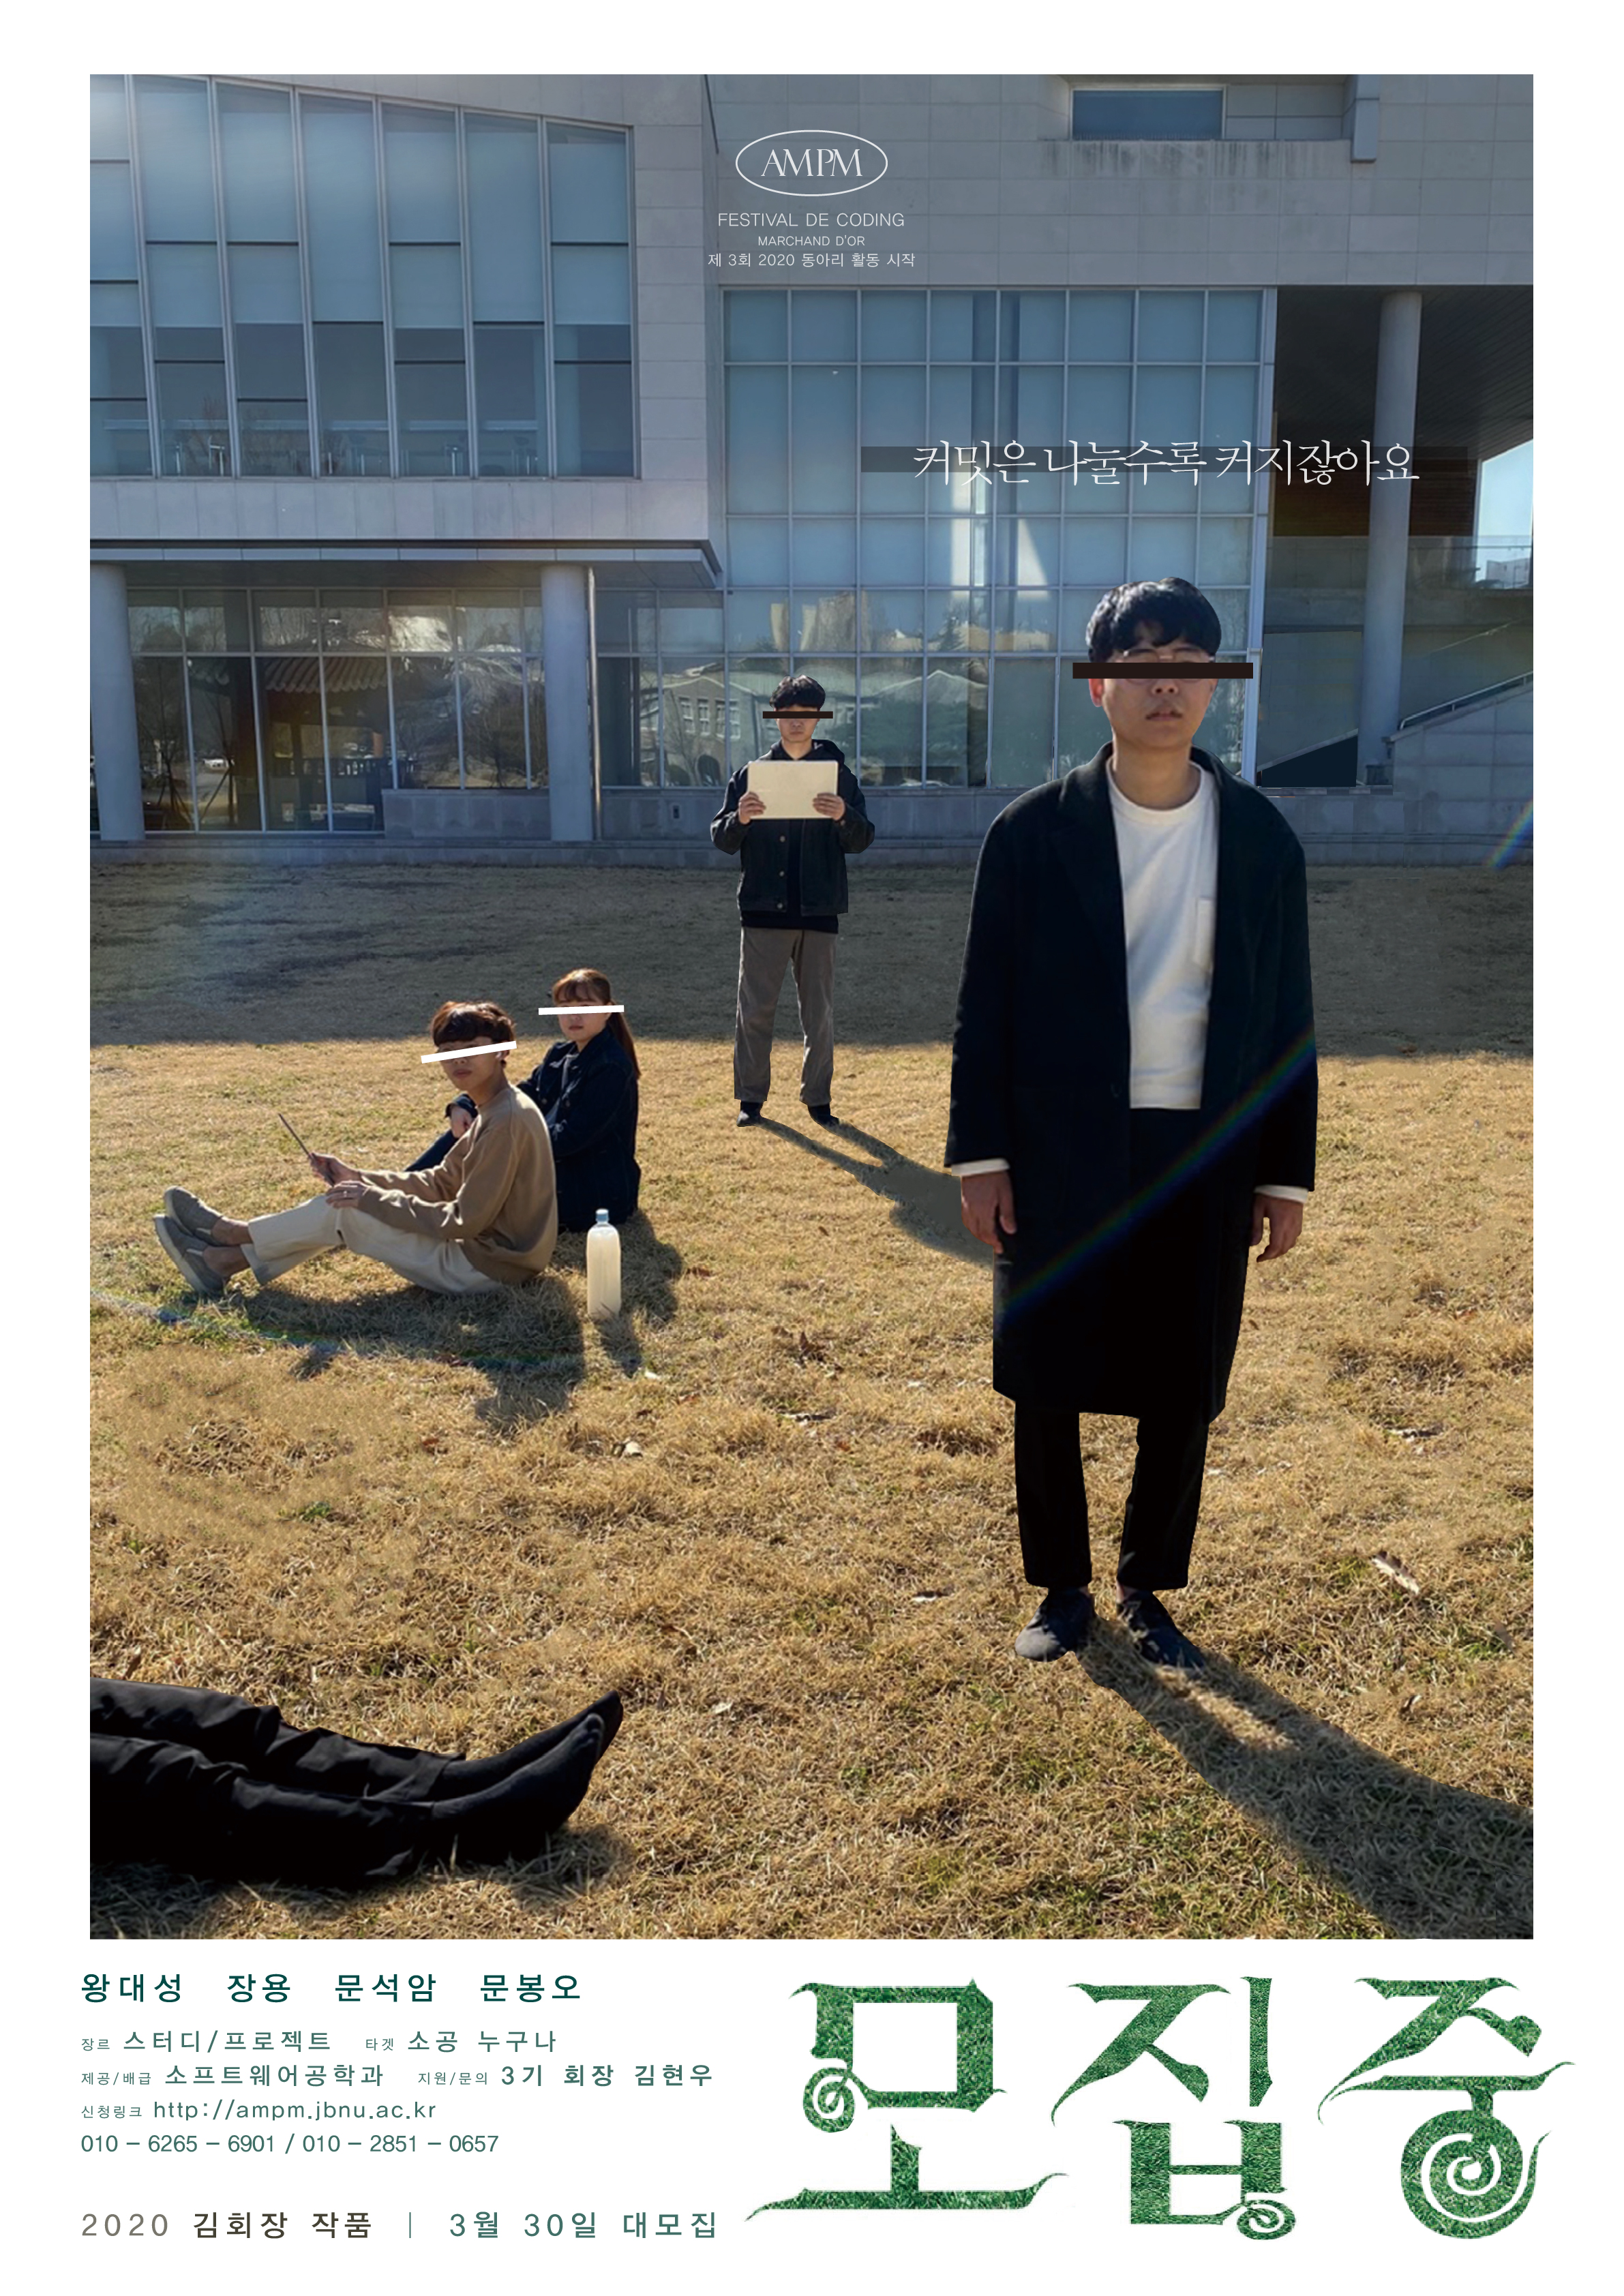 AMPM
FESTIVAL DE CODING
MARCHAND D'OR
제 3회 2020 동아리 활동 시작
커밋은 나눌수록 커지잖아요
왕대성 장용 문석암 문봉오
장르 스터디/프로젝트 타겟 소공 누구나
제공/배급 소프트웨어공학과 지원/문의 3기 회장 김현우
신청링크 http://ampm.jbnu.ac.kr
010 – 6265 – 6901 / 010 – 2851 – 0657
2020 김회장 작품 | 3월 30일 대모집
모집중